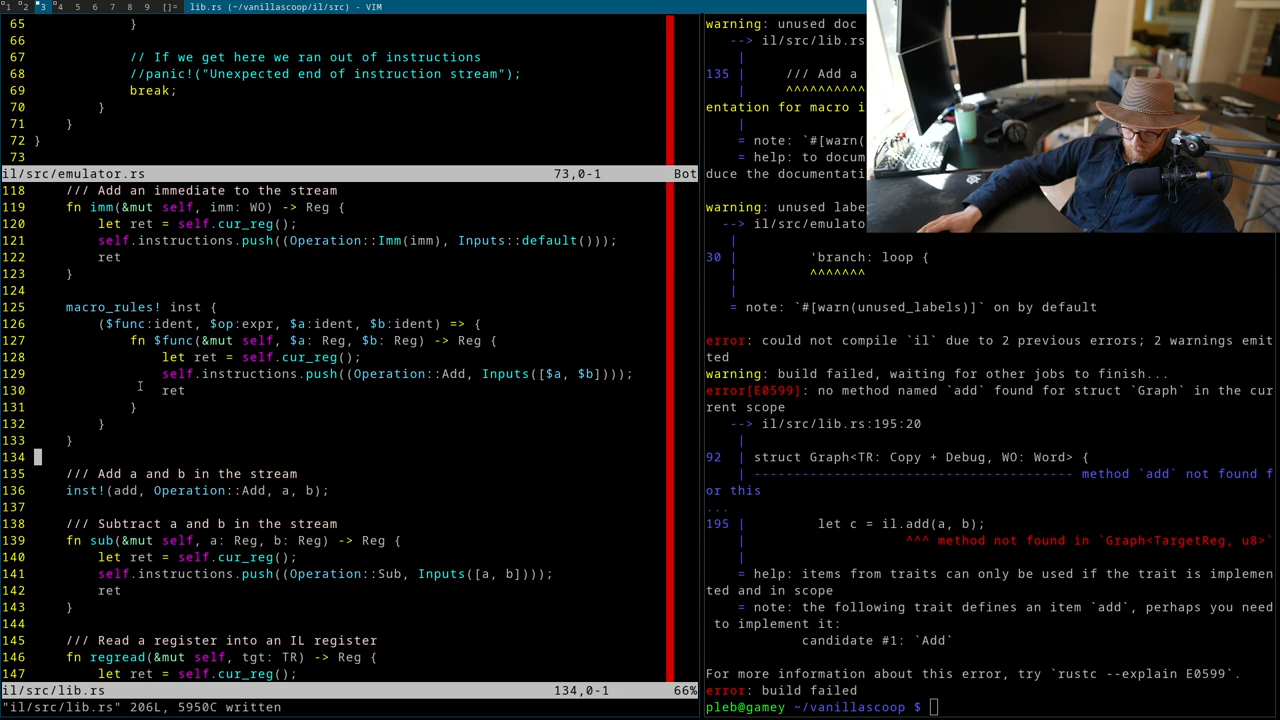 1 2 3 4 5 6 7 8 9 []= lib.rs (~/vanillascoop/il/src) - VIM
65 }
66
67 // If we get here we ran out of instructions
68 //panic!("Unexpected end of instruction stream");
69 break;
70 }
71 }
72 }
73
il/src/emulator.rs 73,0-1 Bot
118 /// Add an immediate to the stream
119 fn imm(&mut self, imm: WO) -> Reg {
120 let ret = self.cur_reg();
121 self.instructions.push((Operation::Imm(imm), Inputs::default()));
122 ret
123 }
124
125 macro_rules! inst {
126 ($func:ident, $op:expr, $a:ident, $b:ident) => {
127 fn $func(&mut self, $a: Reg, $b: Reg) -> Reg {
128 let ret = self.cur_reg();
129 self.instructions.push((Operation::Add, Inputs([$a, $b])));
130 ret
131 }
132 }
133 }
134
135 /// Add a and b in the stream
136 inst!(add, Operation::Add, a, b);
137
138 /// Subtract a and b in the stream
139 fn sub(&mut self, a: Reg, b: Reg) -> Reg {
140 let ret = self.cur_reg();
141 self.instructions.push((Operation::Sub, Inputs([a, b])));
142 ret
143 }
144
145 /// Read a register into an IL register
146 fn regread(&mut self, tgt: TR) -> Reg {
147 let ret = self.cur_reg();
il/src/lib.rs 134,0-1 66%
"il/src/lib.rs" 206L, 5950C written
warning: unused doc
--> il/src/lib.rs
|
135 | /// Add a
| ^^^^^^^^^^
entation for macro i
|
= note: `#[warn(
= help: to docum
duce the documentati
warning: unused labe
--> il/src/emulato
|
30 | 'branch: loop {
| ^^^^^^^
|
= note: `#[warn(unused_labels)]` on by default
error: could not compile `il` due to 2 previous errors; 2 warnings emit
ted
warning: build failed, waiting for other jobs to finish...
error[E0599]: no method named `add` found for struct `Graph` in the cur
rent scope
--> il/src/lib.rs:195:20
|
92 | struct Graph<TR: Copy + Debug, WO: Word> {
| --------------------------------------- method `add` not found f
or this
...
195 | let c = il.add(a, b);
| ^^^ method not found in `Graph<TargetReg, u8>`
|
= help: items from traits can only be used if the trait is implemen
ted and in scope
= note: the following trait defines an item `add`, perhaps you need
to implement it:
candidate #1: `Add`
For more information about this error, try `rustc --explain E0599`.
error: build failed
pleb@gamey ~/vanillascoop $